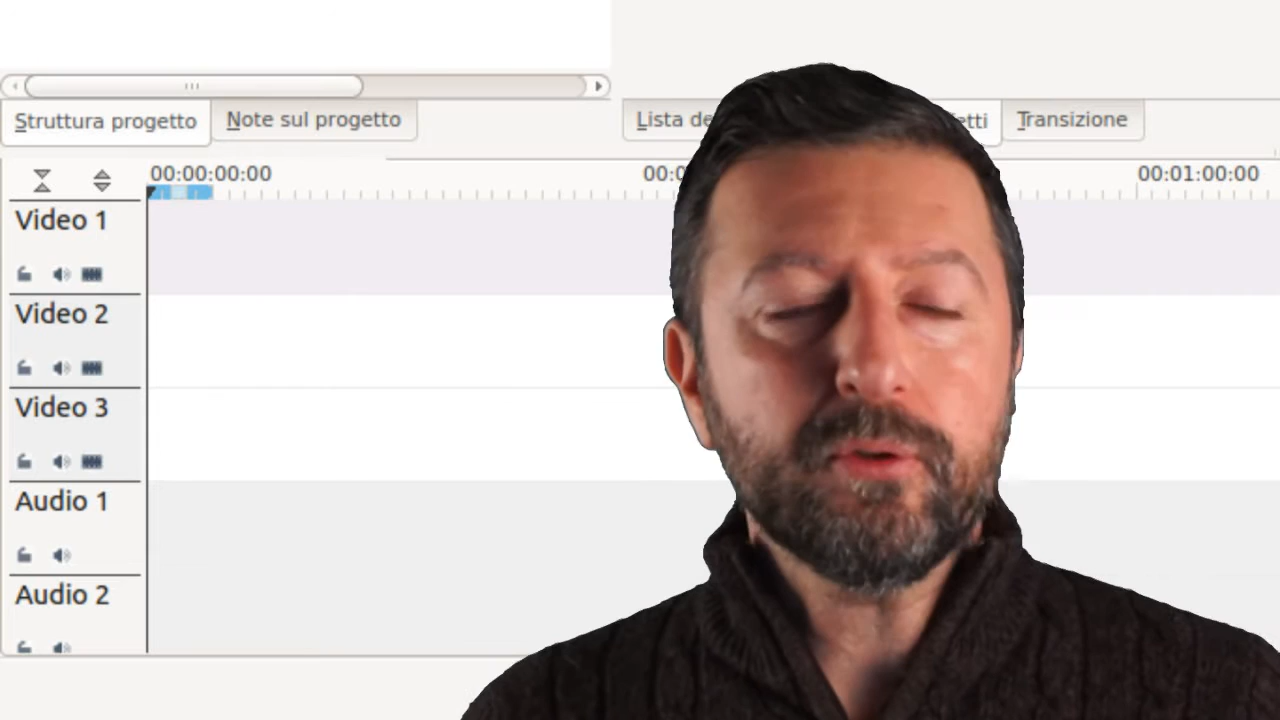 Struttura progetto Note sul progetto Lista Transizione
00:00:00:00 00:01:00:00
Video 1
Video 2
Video 3
Audio 1
Audio 2